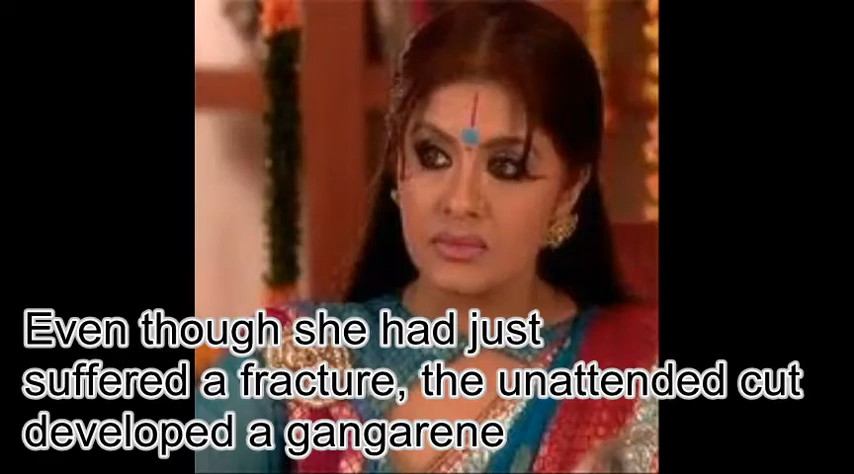 Even though she had just
suffered a fracture, the unattended cut
developed a gangarene